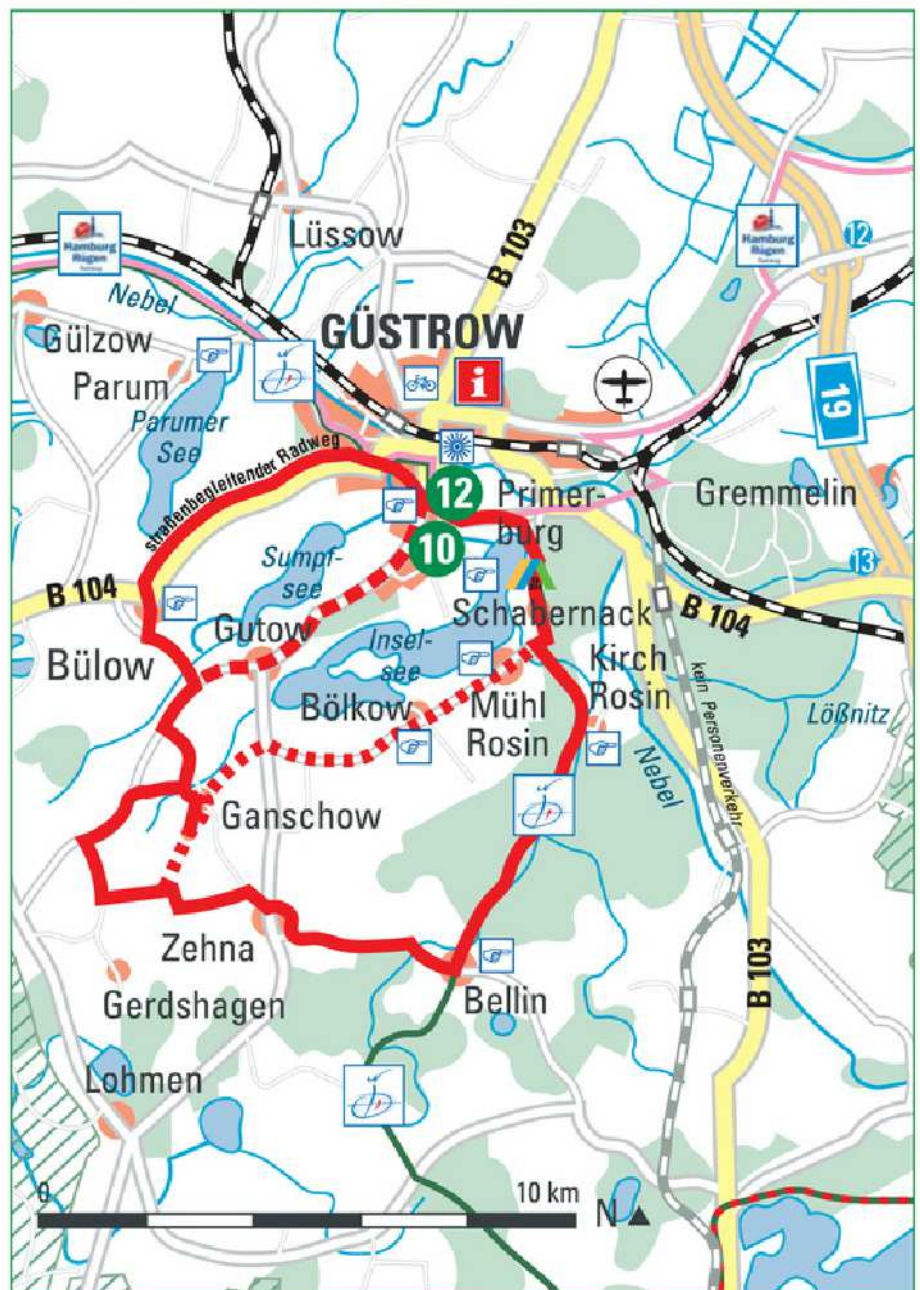 Hamburg
Rügen
Hamburg
Rügen
12
Lüssow
B 103
Nebel
GÜSTROW
Gülzow
i
Parum
19
Parumer
See
straßenbegleitender Radweg
12
Primer-
burg
Gremmelin
10
13
Sumpf-
see
B 104
Schabernack
B 104
Gutow
Insel-
see
Kirch
Rosin
Bülow
Bölkow
Mühl
Rosin
Lößnitz
kein Personenverkehr
Nebel
Ganschow
Zehna
B 103
Gerdshagen
Bellin
Lohmen
0
10 km
N